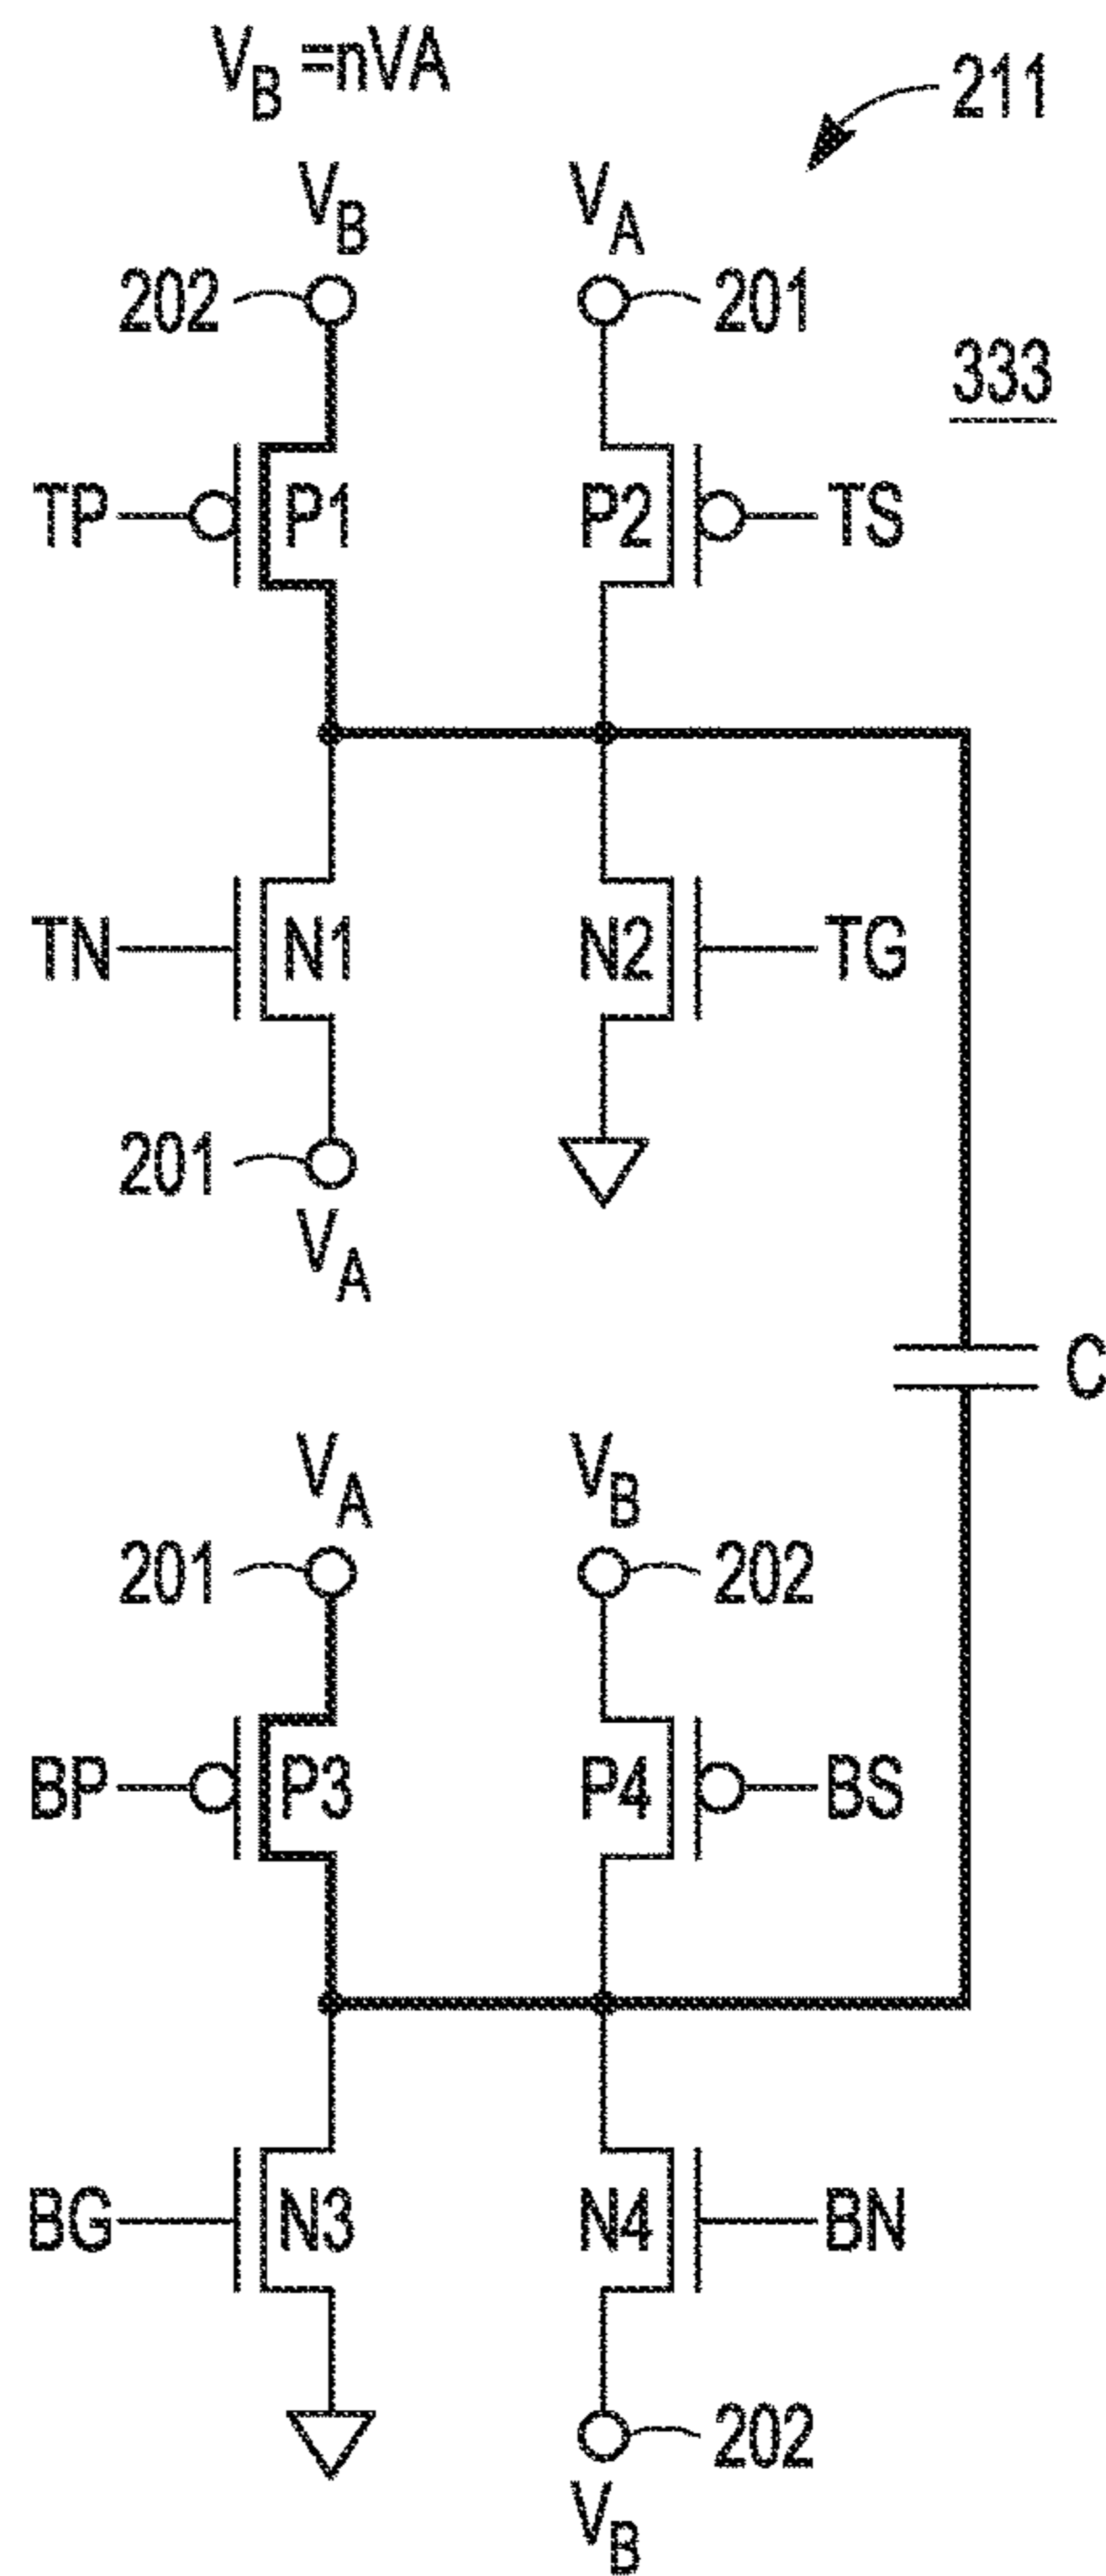 V_B =nVA
211
V_B V_A
202 201
333
TP P1 P2 TS
TN N1 N2 TG
201
V_A
C
V_A V_B
201 202
BP P3 P4 BS
BG N3 N4 BN
202
V_B